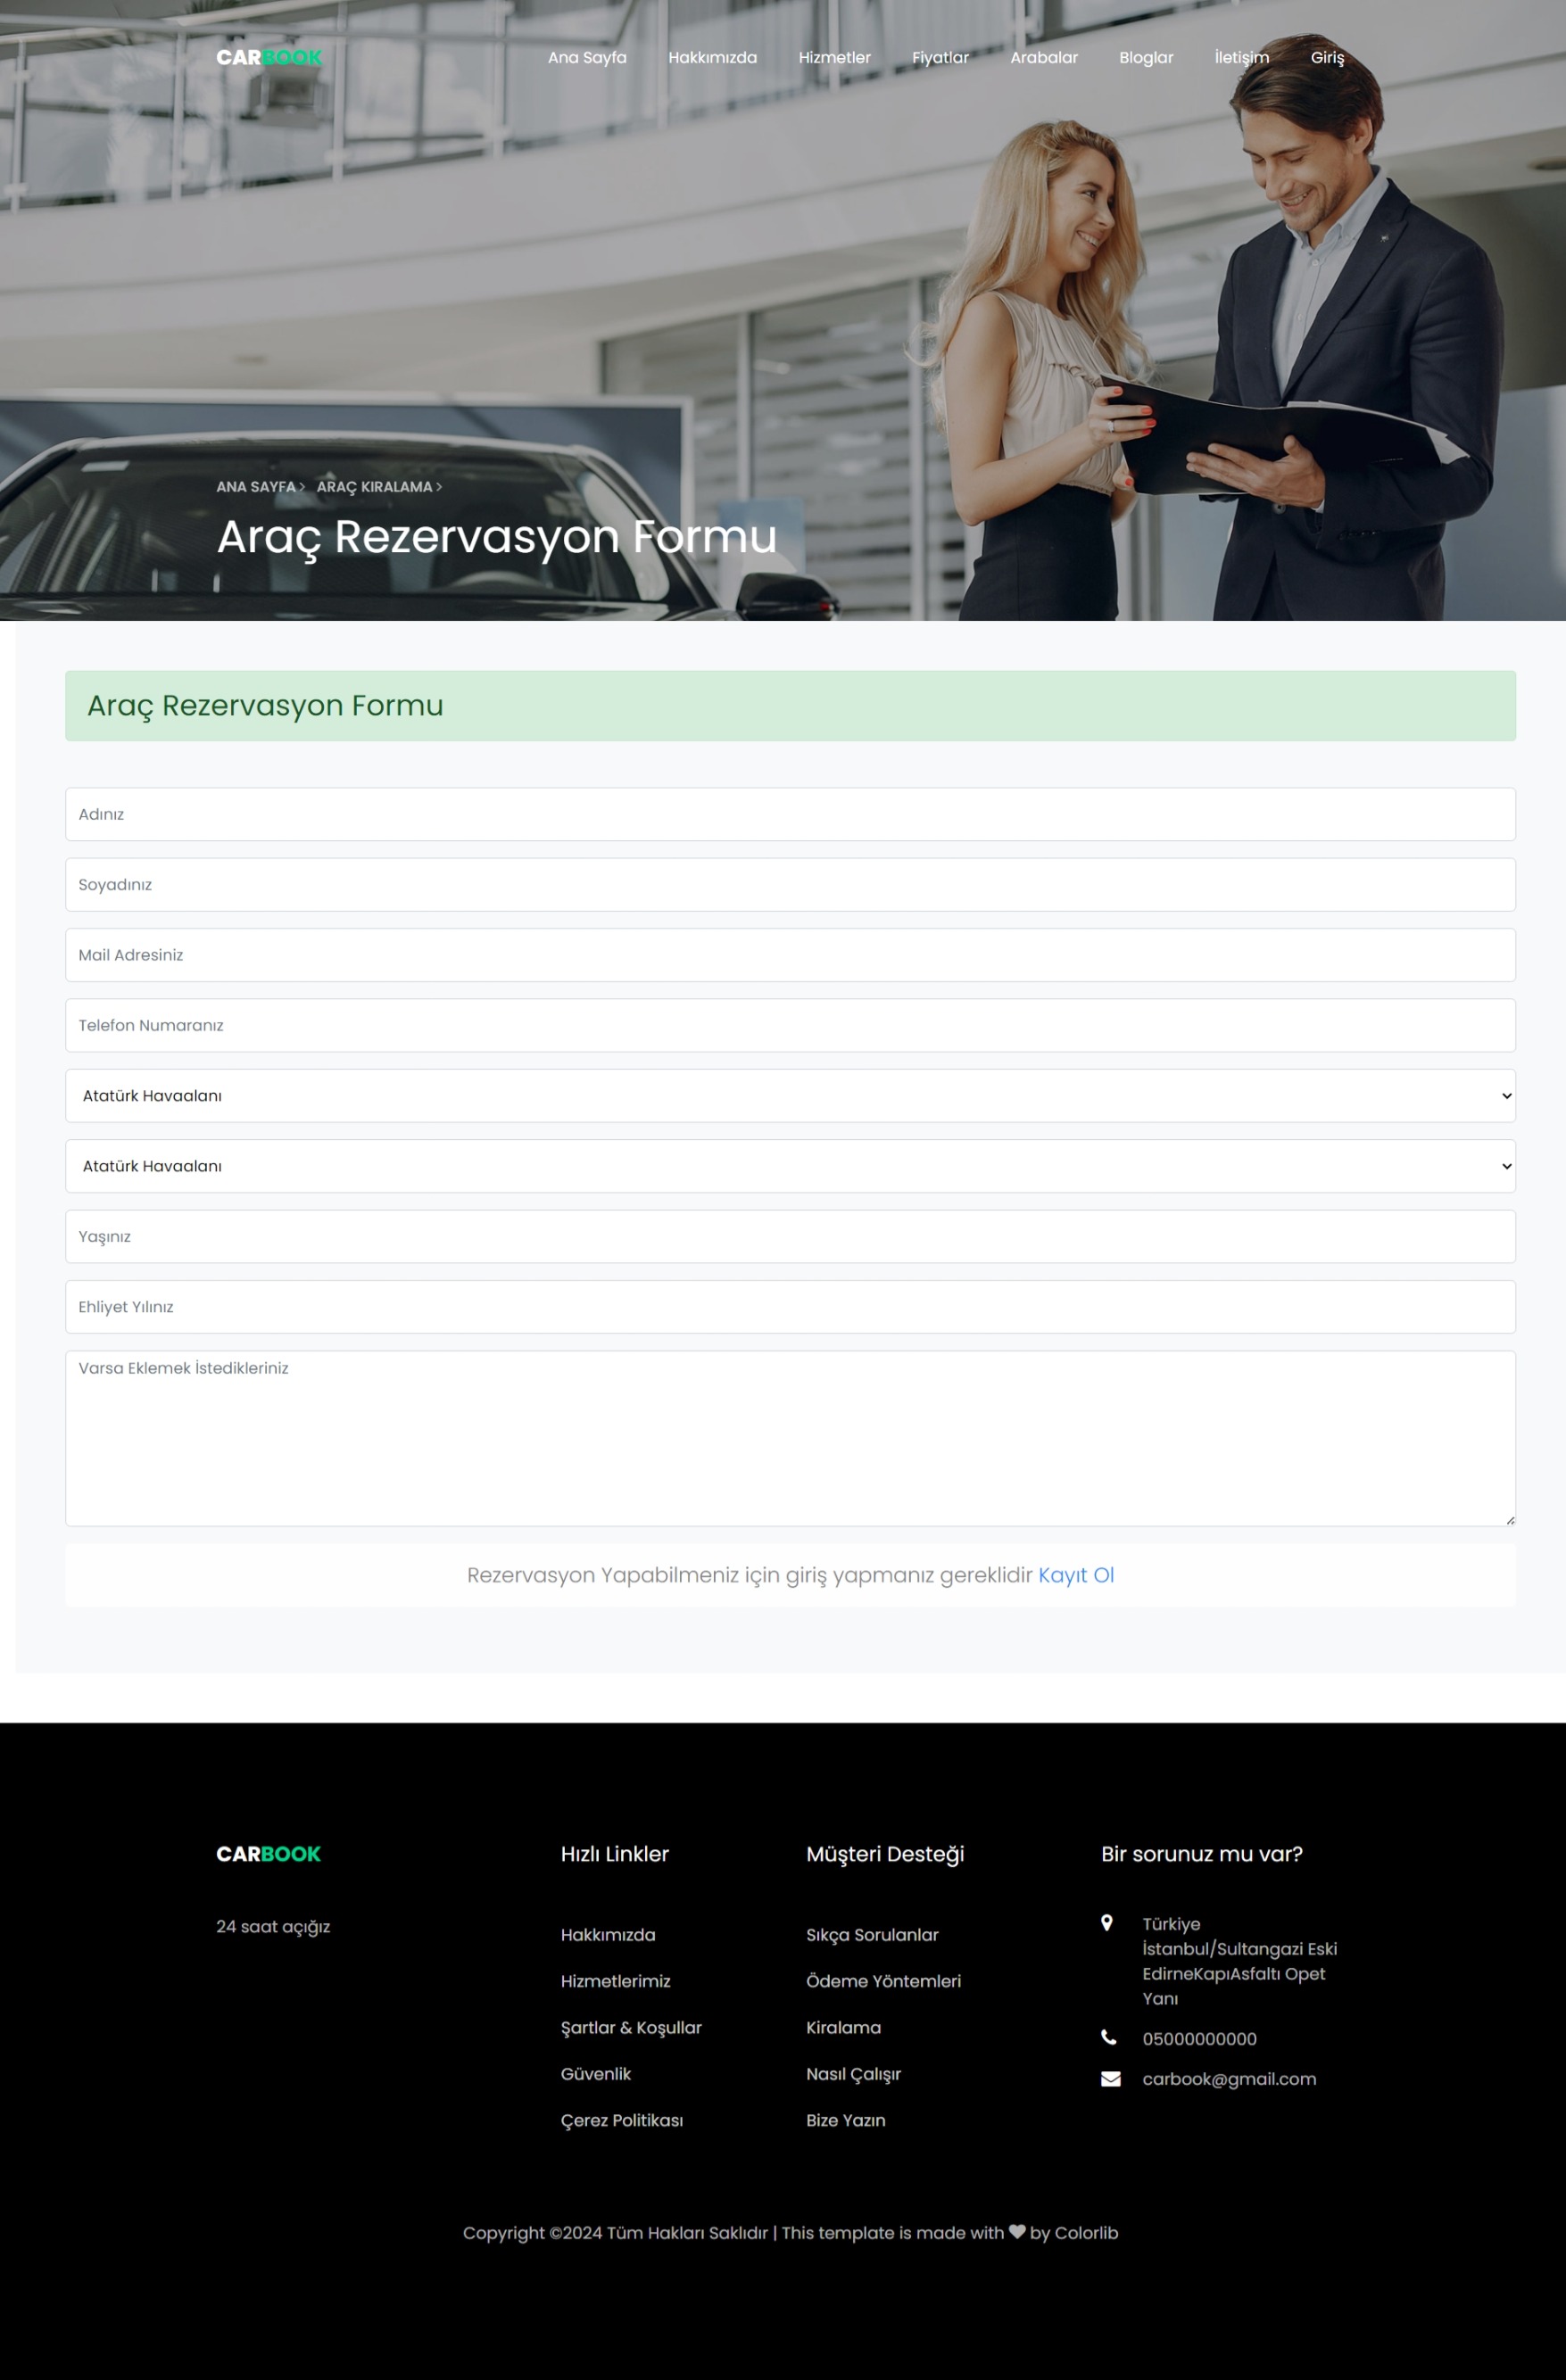 CARBOOK
Ana Sayfa Hakkımızda Hizmetler Fiyatlar Arabalar Bloglar İletişim Giriş
ANA SAYFA > ARAÇ KIRALAMA >
Araç Rezervasyon Formu
Araç Rezervasyon Formu
Adınız
Soyadınız
Mail Adresiniz
Telefon Numaranız
Atatürk Havaalanı
Atatürk Havaalanı
Yaşınız
Ehliyet Yılınız
Varsa Eklemek İstedikleriniz
Rezervasyon Yapabilmeniz için giriş yapmanız gereklidir Kayıt Ol
CARBOOK
24 saat açığız
Hızlı Linkler
Hakkımızda
Hizmetlerimiz
Şartlar & Koşullar
Güvenlik
Çerez Politikası
Müşteri Desteği
Sıkça Sorulanlar
Ödeme Yöntemleri
Kiralama
Nasıl Çalışır
Bize Yazın
Bir sorunuz mu var?
Türkiye
İstanbul/Sultangazi Eski
EdirneKapıAsfaltı Opet
Yanı
05000000000
carbook@gmail.com
Copyright ©2024 Tüm Hakları Saklıdır | This template is made with ♥ by Colorlib